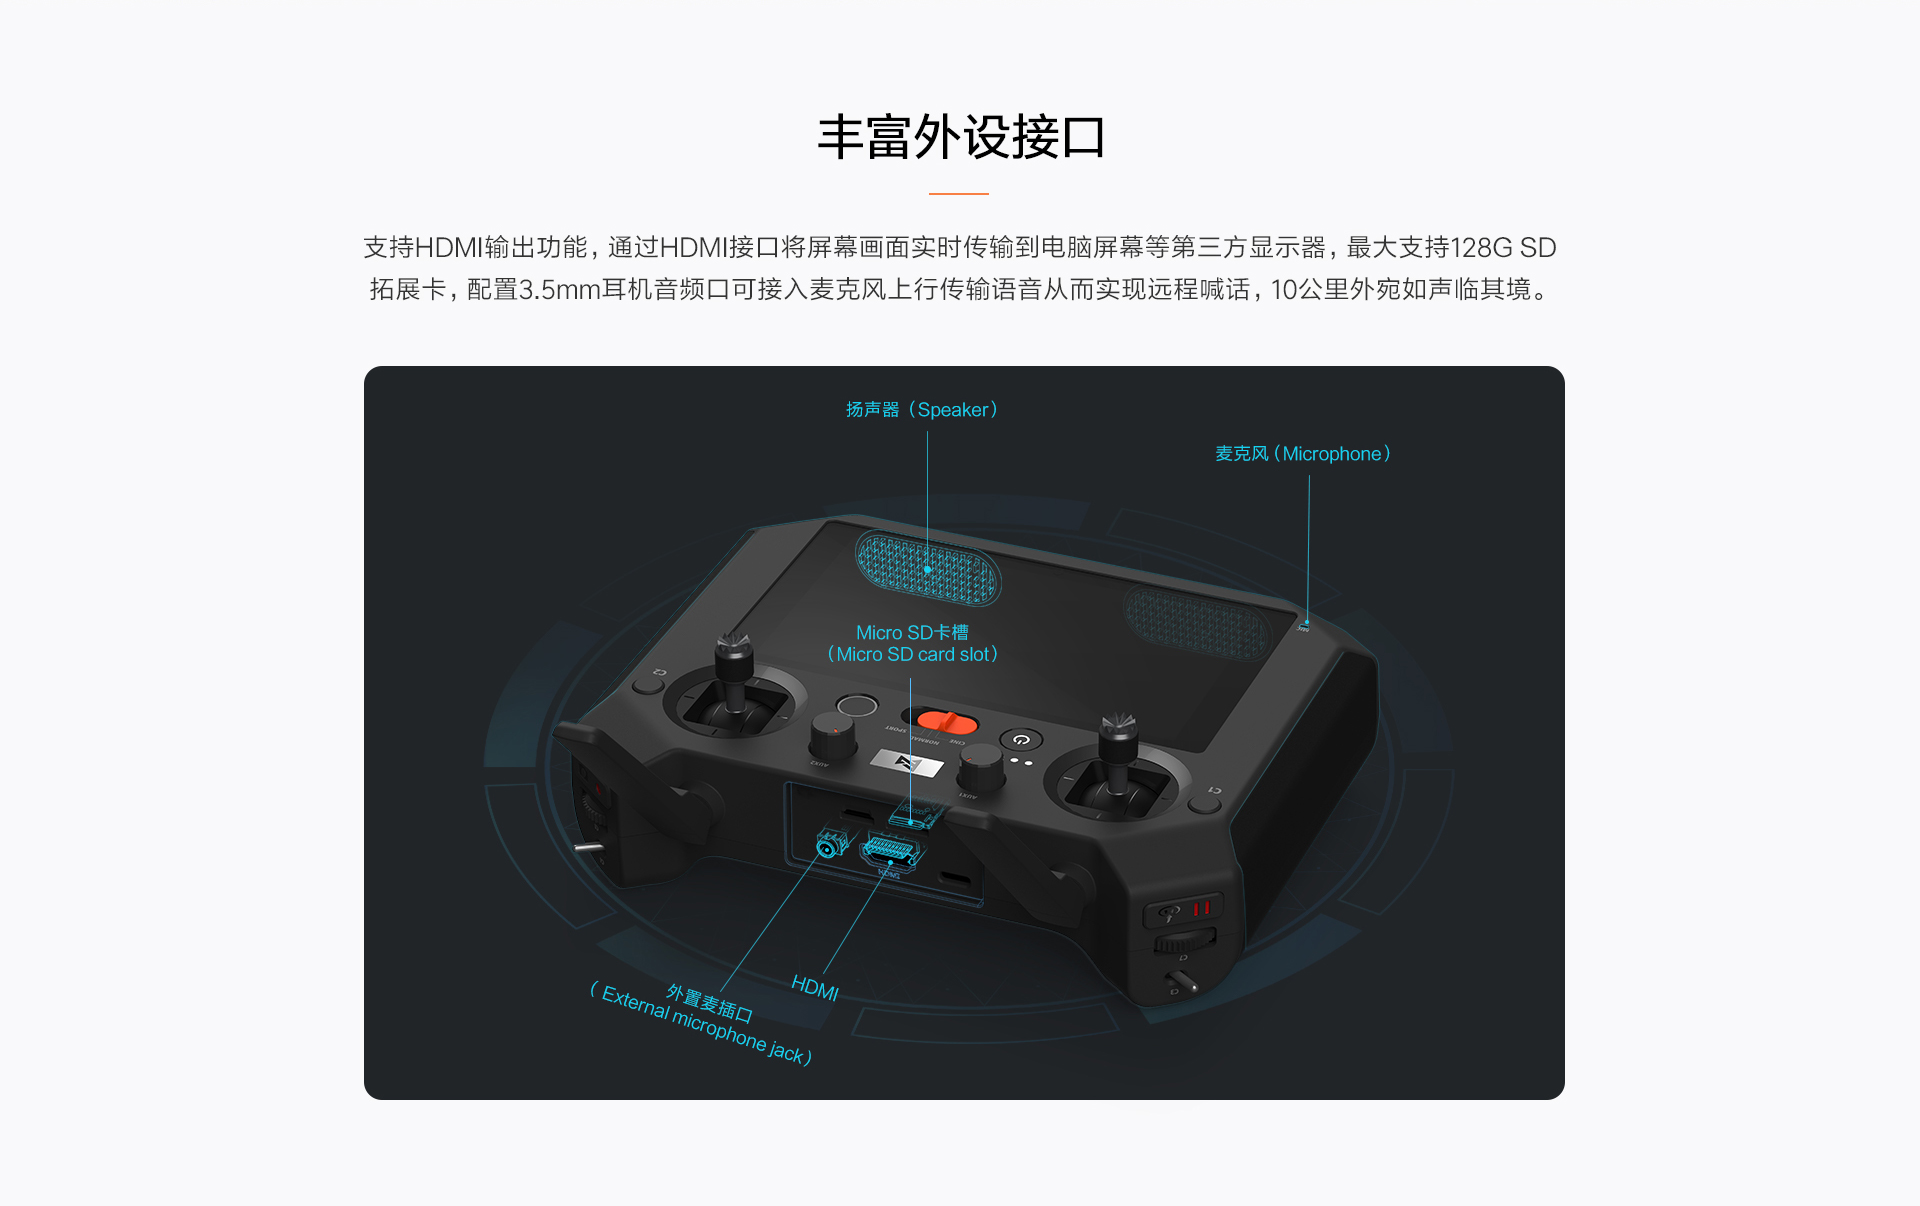 丰富外设接口
支持HDMI输出功能，通过HDMI接口将屏幕画面实时传输到电脑屏幕等第三方显示器，最大支持128G SD
拓展卡，配置3.5mm耳机音频口可接入麦克风上行传输语音从而实现远程喊话，10公里外宛如声临其境。
扬声器（Speaker）
麦克风（Microphone）
Micro SD卡槽
（Micro SD card slot）
C2
SPORT
NORMAL
CINE
AUX2
AUX1
C1
HDMI
外置麦插口
（ External microphone jack）